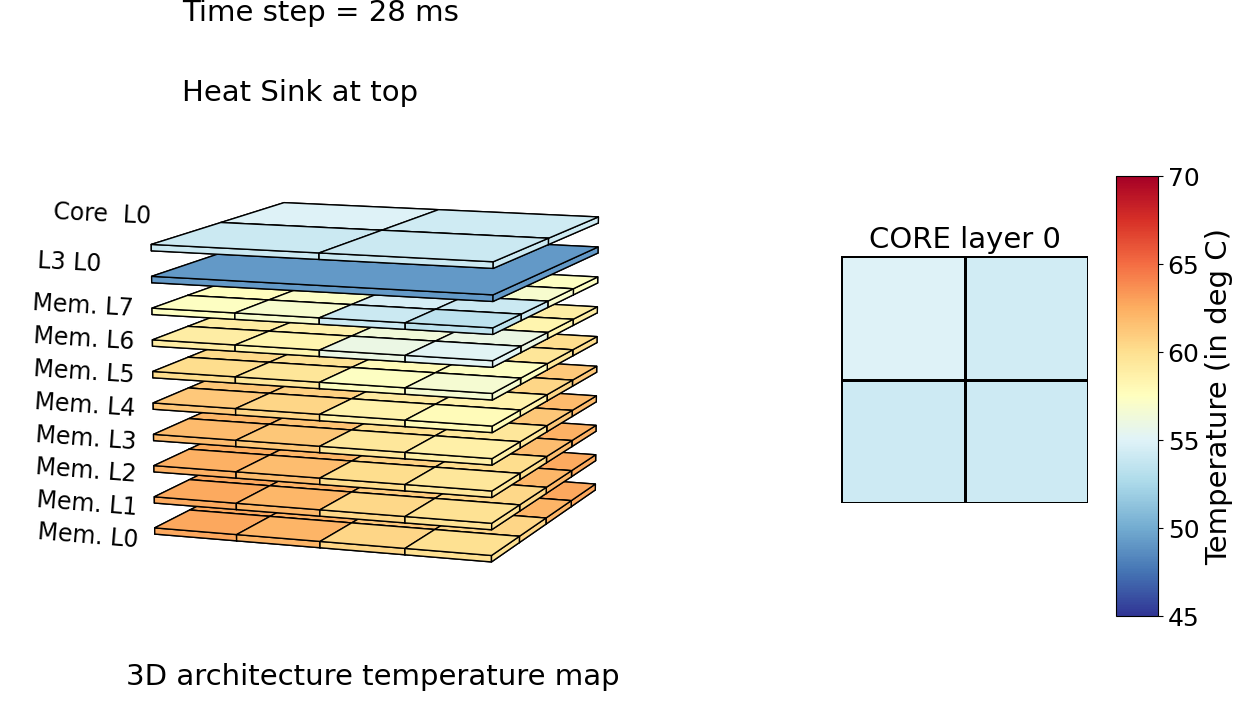 Time step = 28 ms
Heat Sink at top
Core  L0
L3 L0
Mem. L7
Mem. L6
Mem. L5
Mem. L4
Mem. L3
Mem. L2
Mem. L1
Mem. L0
3D architecture temperature map
CORE layer 0
70
65
60
55
50
45
Temperature (in deg C)